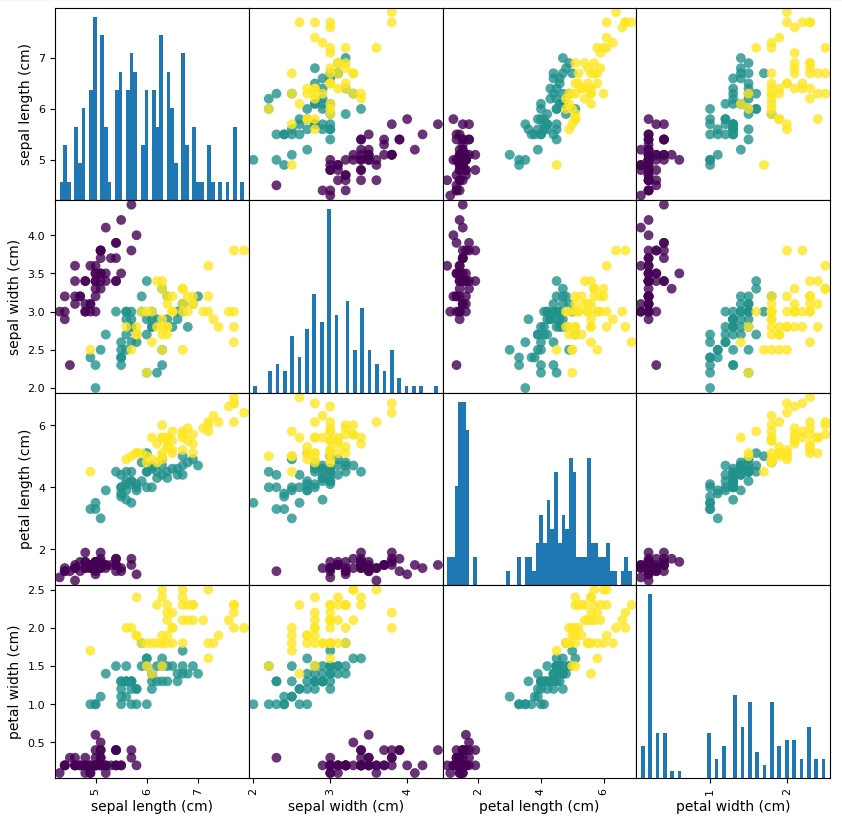 sepal length (cm)
7
6
5
sepal width (cm)
4.0
3.5
3.0
2.5
2.0
petal length (cm)
6
4
2
petal width (cm)
2.5
2.0
1.5
1.0
0.5
5 6 7 2 3 4 2 4 6 1 2
sepal length (cm) sepal width (cm) petal length (cm) petal width (cm)